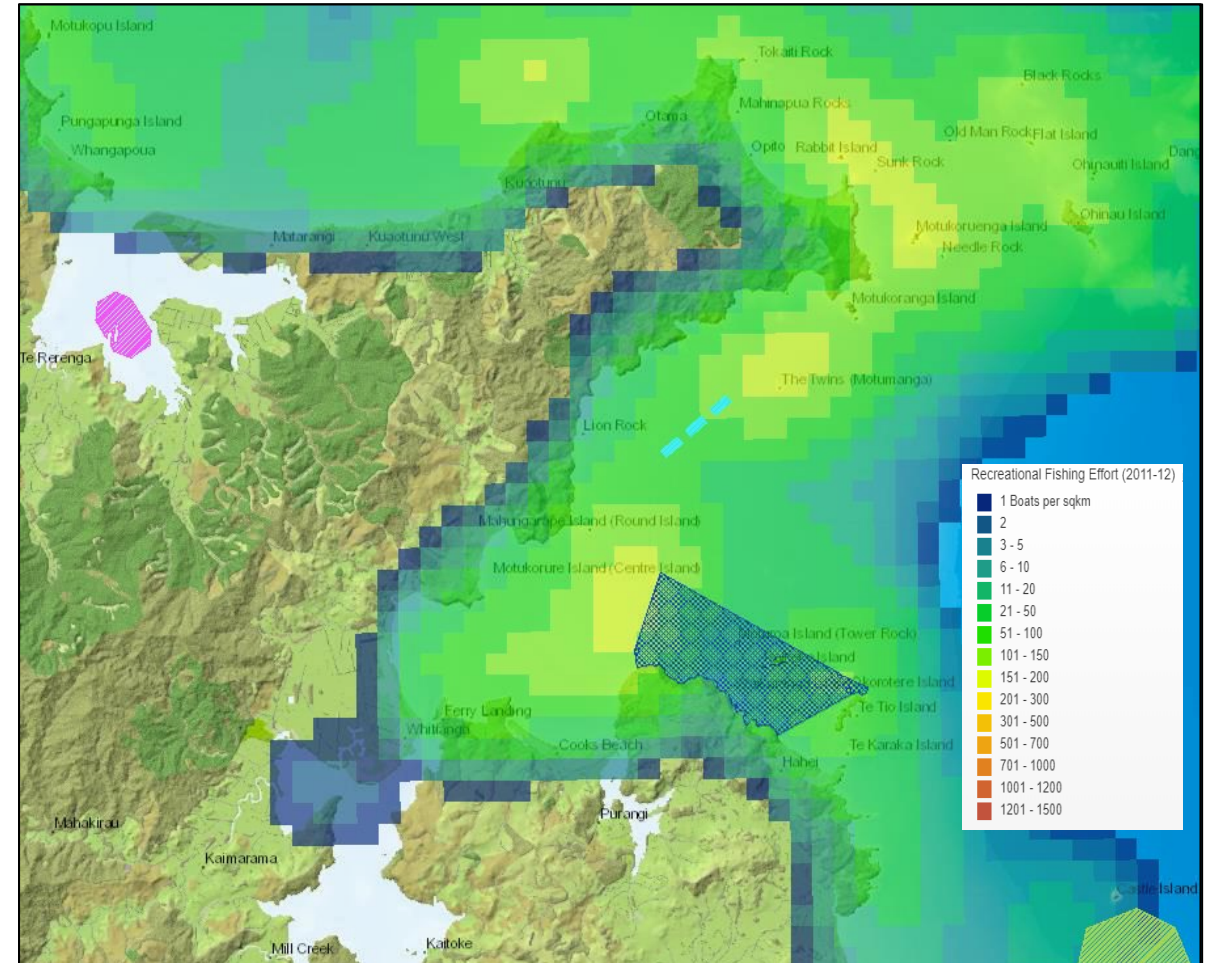 Motukopu Island
Tokaiti Rock
Black Rocks
Mahinapua Rocks
Pungapunga Island
Otama
Old Man Rock
Flat Island
Whangapoua
Opito
Rabbit Island
Dang
Sunk Rock
Ohinauiti Island
Kuaotunu
Ohinau Island
Motukoruenga Island
Matarangi
Kuaotunu West
Needle Rock
Motukoranga Island
Te Rerenga
The Twins (Motumanga)
Lion Rock
Recreational Fishing Effort (2011-12)
1 Boats per sqkm
2
3 - 5
6 - 10
11 - 20
21 - 50
51 - 100
101 - 150
151 - 200
201 - 300
301 - 500
501 - 700
701 - 1000
1001 - 1200
1201 - 1500
Mahungarape Island (Round Island)
Motukorure Island (Centre Island)
Island (Tower Rock)
Island
Okorotere Island
Te Tio Island
Ferry Landing
Whitianga
Cooks Beach
Te Karaka Island
Hahei
Purangi
Mahakirau
Kaimarama
Castle Island
Mill Creek
Kaitoke